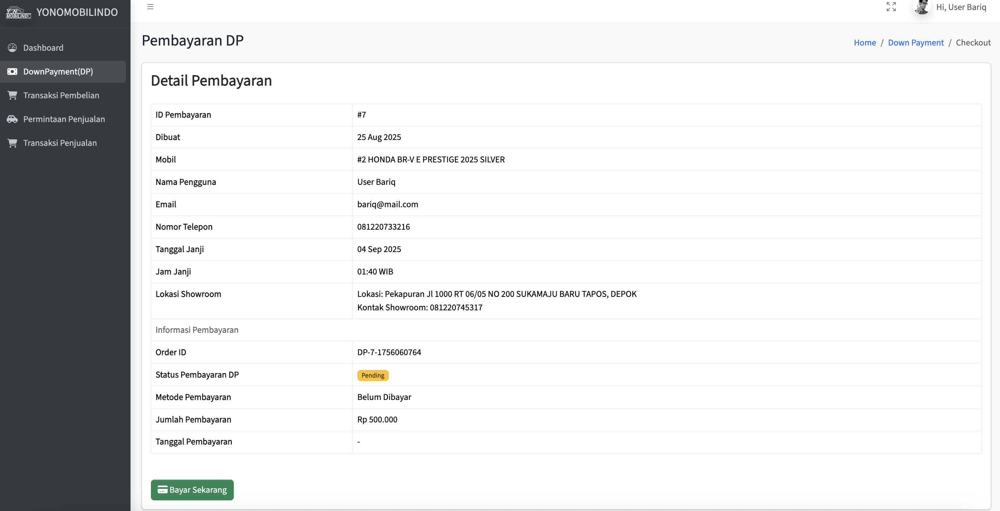 YONO
MOBILINDO
YONOMOBILINDO
Hi, User Bariq
Dashboard
DownPayment(DP)
Transaksi Pembelian
Permintaan Penjualan
Transaksi Penjualan
Pembayaran DP
Home / Down Payment / Checkout
Detail Pembayaran
ID Pembayaran #7
Dibuat 25 Aug 2025
Mobil #2 HONDA BR-V E PRESTIGE 2025 SILVER
Nama Pengguna User Bariq
Email bariq@mail.com
Nomor Telepon 081220733216
Tanggal Janji 04 Sep 2025
Jam Janji 01:40 WIB
Lokasi Showroom Lokasi: Pekapuran Jl 1000 RT 06/05 NO 200 SUKAMAJU BARU TAPOS, DEPOK
Kontak Showroom: 081220745317
Informasi Pembayaran
Order ID DP-7-1756060764
Status Pembayaran DP Pending
Metode Pembayaran Belum Dibayar
Jumlah Pembayaran Rp 500.000
Tanggal Pembayaran -
Bayar Sekarang